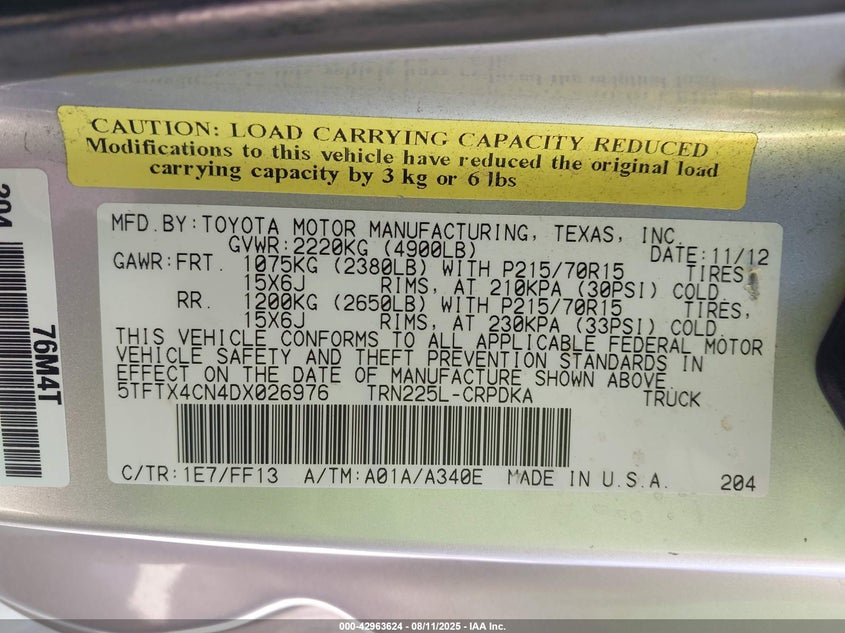 CAUTION: LOAD CARRYING CAPACITY REDUCED
Modifications to this vehicle have reduced the original load
carrying capacity by 3 kg or 6 lbs
MFD.BY:TOYOTA MOTOR MANUFACTURING, TEXAS, INC.
GVWR:2220KG (4900LB) DATE:11/12
GAWR:FRT. 1075KG (2380LB) WITH P215/70R15 TIRES,
15X6J RIMS, AT 210KPA (30PSI) COLD.
RR. 1200KG (2650LB) WITH P215/70R15 TIRES,
15X6J RIMS, AT 230KPA (33PSI) COLD.
THIS VEHICLE CONFORMS TO ALL APPLICABLE FEDERAL MOTOR
VEHICLE SAFETY AND THEFT PREVENTION STANDARDS IN
EFFECT ON THE DATE OF MANUFACTURE SHOWN ABOVE.
5TFTX4CN4DX026976 TRN225L-CRPDKA TRUCK
C/TR:1E7/FF13 A/TM:A01A/A340E MADE IN U.S.A. 204
204
76M4T
000-42963624 - 08/11/2025 - IAA Inc.